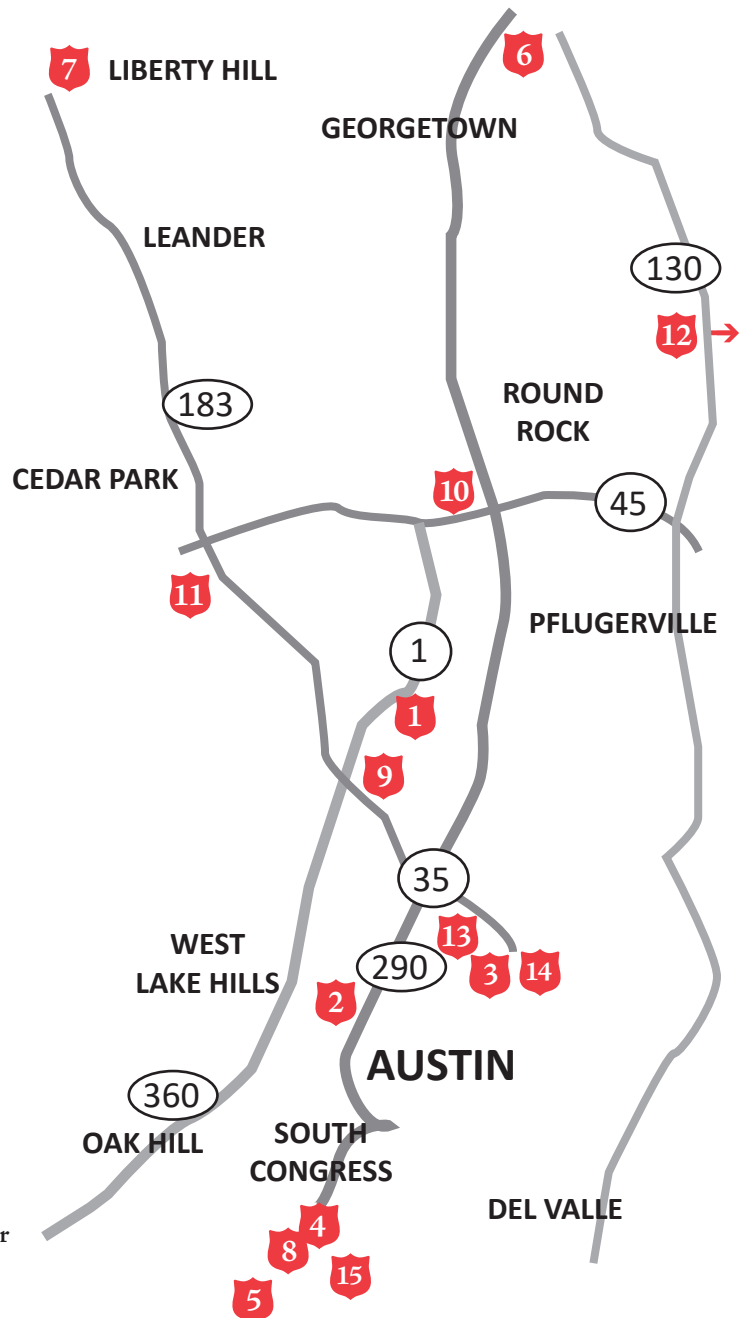 6
7 LIBERTY HILL
GEORGETOWN
LEANDER
130
12
183
ROUND
ROCK
CEDAR PARK
10
45
11
PFLUGERVILLE
1
1
9
35
13
WEST
LAKE HILLS
290
3
14
2
AUSTIN
360
OAK HILL
SOUTH
CONGRESS
DEL VALLE
r
4
8
15
5